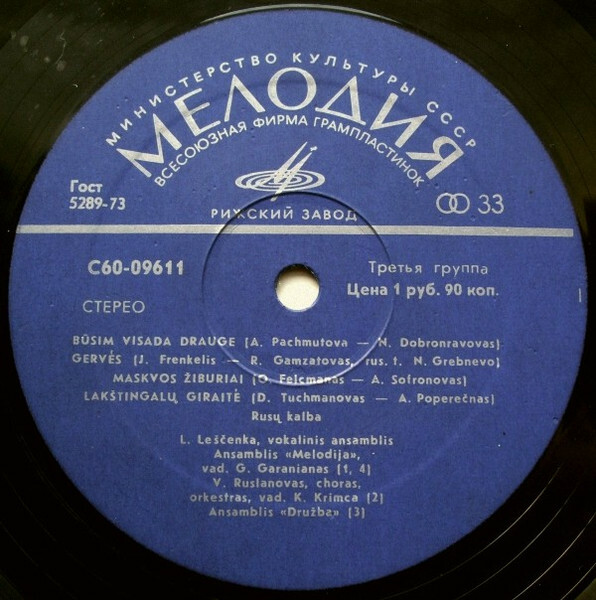 МИНИСТЕРСТВО КУЛЬТУРЫ СССР
МЕЛОДИЯ
ВСЕСОЮЗНАЯ ФИРМА ГРАМПЛАСТИНОК
Гост
5289-73
РИЖСКИЙ ЗАВОД
33
С60-09611
Третья группа
Цена 1 руб. 90 коп.
СТЕРЕО
BŪSIM VISADA DRAUGE (A. Pachmutova — N. Dobronravovas)
GERVĖS (J. Frenkelis — R. Gamzatovas, rus. t. N. Grebnevo)
MASKVOS ŽIBURIAI (O. Felcmanas — A. Sofronovas)
LAKŠTINGALŲ GIRAITĖ (D. Tuchmanovas — A. Poperečnas)
Rusų kalba
L. Leščenka, vokalinis ansamblis
Ansamblis «Melodija»,
vad. G. Garanianas (1, 4)
V. Ruslanovas, choras,
orkestras, vad. K. Krimca (2)
Ansamblis «Družba» (3)